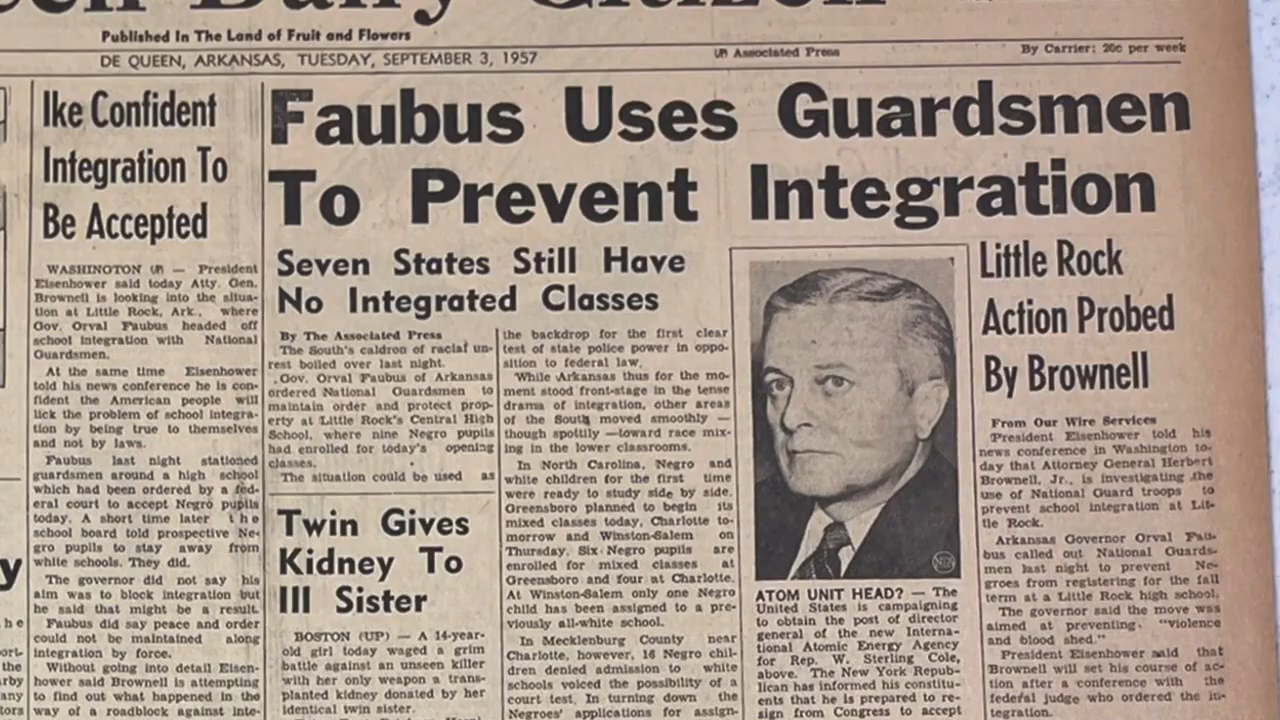 Published In The Land of Fruit and Flowers
DE QUEEN, ARKANSAS, TUESDAY, SEPTEMBER 3, 1957
Associated Press
By Carrier: 20c per week
Ike Confident
Integration To
Be Accepted
WASHINGTON (AP) — President
Eisenhower said today Atty. Gen.
Brownell is looking into the situa-
tion at Little Rock, Ark., where
Gov. Orval Faubus headed off
school integration with National
Guardsmen.
At the same time Eisenhower
told his news conference he is con-
fident the American people will
lick the problem of school integra-
tion by being true to themselves
and not by laws.
Faubus last night stationed
guardsmen around a high school
which had been ordered by a fed-
eral court to accept Negro pupils
today. A short time later the
school board told prospective Ne-
gro pupils to stay away from
white schools. They did.
The governor did not say his
aim was to block integration but
he said that might be a result.
Faubus did say peace and order
could not be maintained along
integration by force.
Without going into detail Eisen-
hower said Brownell is attempting
to find out what happened in the
way of a roadblock against inte-
Faubus Uses Guardsmen
To Prevent Integration
Seven States Still Have
No Integrated Classes
By The Associated Press
The South's caldron of racial un-
rest boiled over last night.
Gov. Orval Faubus of Arkansas
ordered National Guardsmen to
maintain order and protect prop-
erty at Little Rock's Central High
School, where nine Negro pupils
had enrolled for today's opening
classes.
The situation could be used as
the backdrop for the first clear
test of state police power in oppo-
sition to federal law.
While Arkansas thus for the mo-
ment stood front-stage in the tense
drama of integration, other areas
of the South moved smoothly —
though spottily —toward race mix-
ing in the lower classrooms.
In North Carolina, Negro and
white children for the first time
were ready to study side by side.
Greensboro planned to begin its
mixed classes today, Charlotte to-
morrow and Winston-Salem on
Thursday. Six Negro pupils are
enrolled for mixed classes at
Greensboro and four at Charlotte.
At Winston-Salem only one Negro
child has been assigned to a pre-
viously all-white school.
In Mecklenburg County near
Charlotte, however, 16 Negro chil-
dren denied admission to white
schools voiced the possibility of a
court test. In turning down the
Negroes' applications for assign-
Twin Gives
Kidney To
Ill Sister
BOSTON (UP) — A 14-year-
old girl today waged a grim
battle against an unseen killer
with her only weapon a trans-
planted kidney donated by her
identical twin sister.
NEA
ATOM UNIT HEAD? — The
United States is campaigning
to obtain the post of director
general of the new Interna-
tional Atomic Energy Agency
for Rep. W. Sterling Cole,
above. The New York Repub-
lican has informed his constitu-
ents that he is prepared to re-
sign from Congress to accept
Little Rock
Action Probed
By Brownell
From Our Wire Services
President Eisenhower told his
news conference in Washington to-
day that Attorney General Herbert
Brownell, Jr., is investigating the
use of National Guard troops to
prevent school integration at Lit-
tle Rock.
Arkansas Governor Orval Fau-
bus called out National Guards-
men last night to prevent Ne-
groes from registering for the fall
term at a Little Rock high school.
The governor said the move was
aimed at preventing. "violence
and blood shed."
President Eisenhower said that
Brownell will set his course of ac-
tion after a conference with the
federal judge who ordered the in-
tegration.